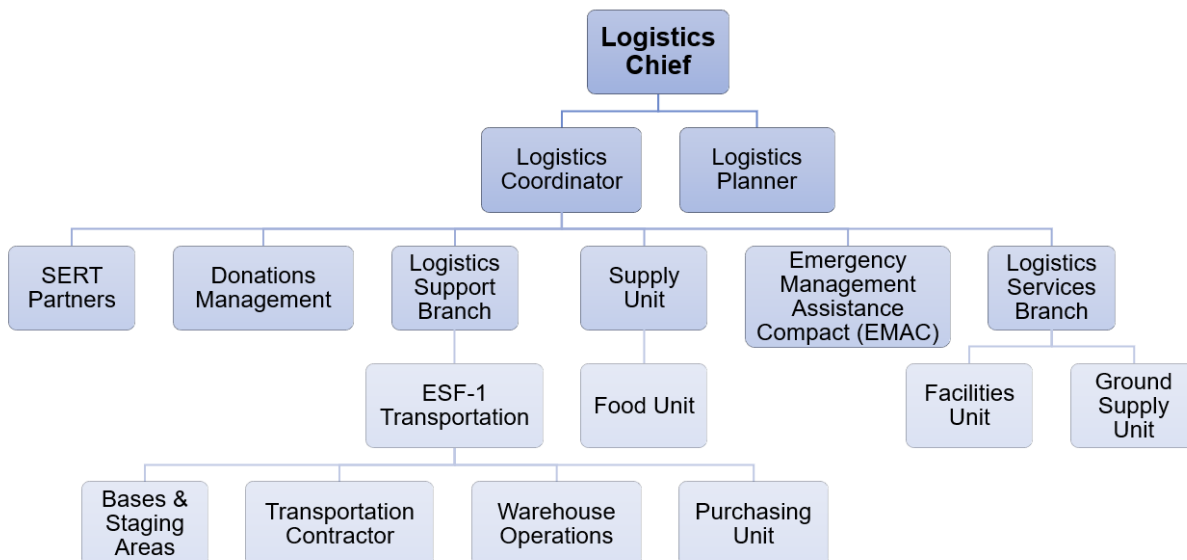 Logistics
Chief
Logistics
Coordinator
Logistics
Planner
SERT
Partners
Donations
Management
Logistics
Support
Branch
Supply
Unit
Emergency
Management
Assistance
Compact (EMAC)
Logistics
Services
Branch
ESF-1
Transportation
Food Unit
Facilities
Unit
Ground
Supply
Unit
Bases &
Staging
Areas
Transportation
Contractor
Warehouse
Operations
Purchasing
Unit